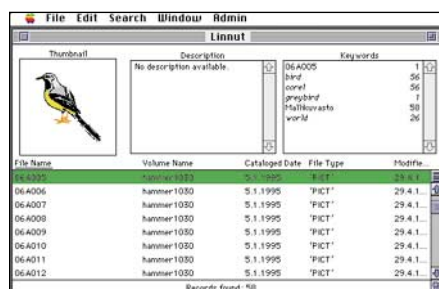 File Edit Search Window Admin
Linnut
Thumbnail Description Keywords
No description available.
06A005 1
bird 56
corel 56
greybird 1
Mallikuvasto 58
world 26
File Name Volume Name Cataloged Date File Type Modifie...
06A005 hammer1030 5.1.1995 'PICT' 29.4.1...
06A006 hammer1030 5.1.1995 'PICT' 29.4.1...
06A007 hammer1030 5.1.1995 'PICT' 29.4.1...
06A008 hammer1030 5.1.1995 'PICT' 29.4.1...
06A009 hammer1030 5.1.1995 'PICT' 29.4.1...
06A010 hammer1030 5.1.1995 'PICT' 29.4.1...
06A011 hammer1030 5.1.1995 'PICT' 29.4.1...
06A012 hammer1030 5.1.1995 'PICT' 29.4.1...
Records found: 58